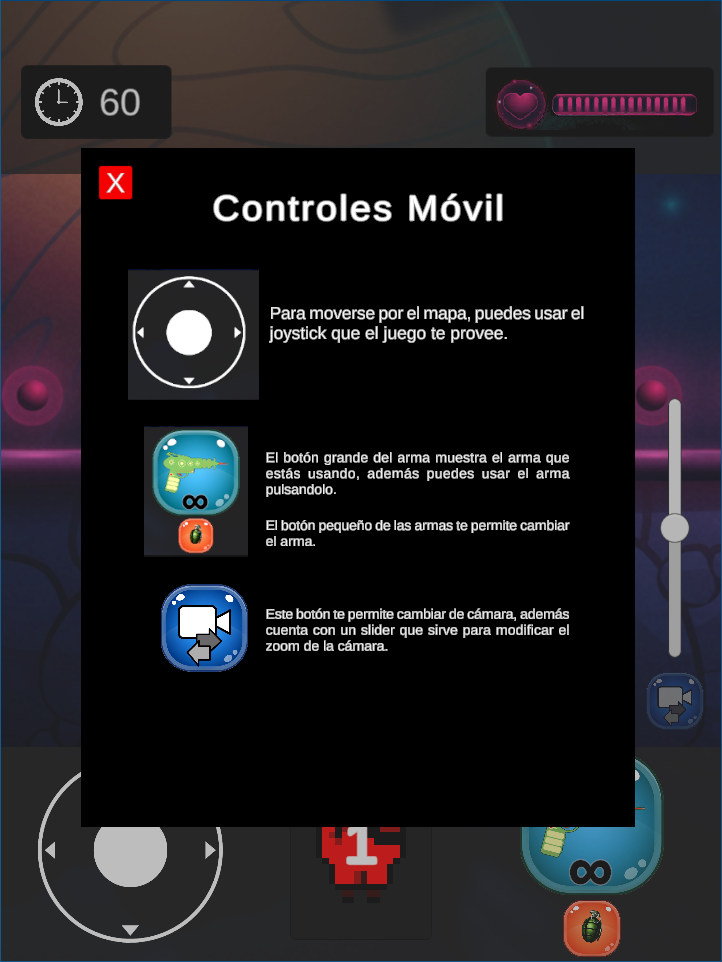 60
X
Controles Móvil
Para moverse por el mapa, puedes usar el
joystick que el juego te provee.
El botón grande del arma muestra el arma que
estás usando, además puedes usar el arma
pulsandolo.
El botón pequeño de las armas te permite cambiar
el arma.
Este botón te permite cambiar de cámara, además
cuenta con un slider que sirve para modificar el
zoom de la cámara.
1